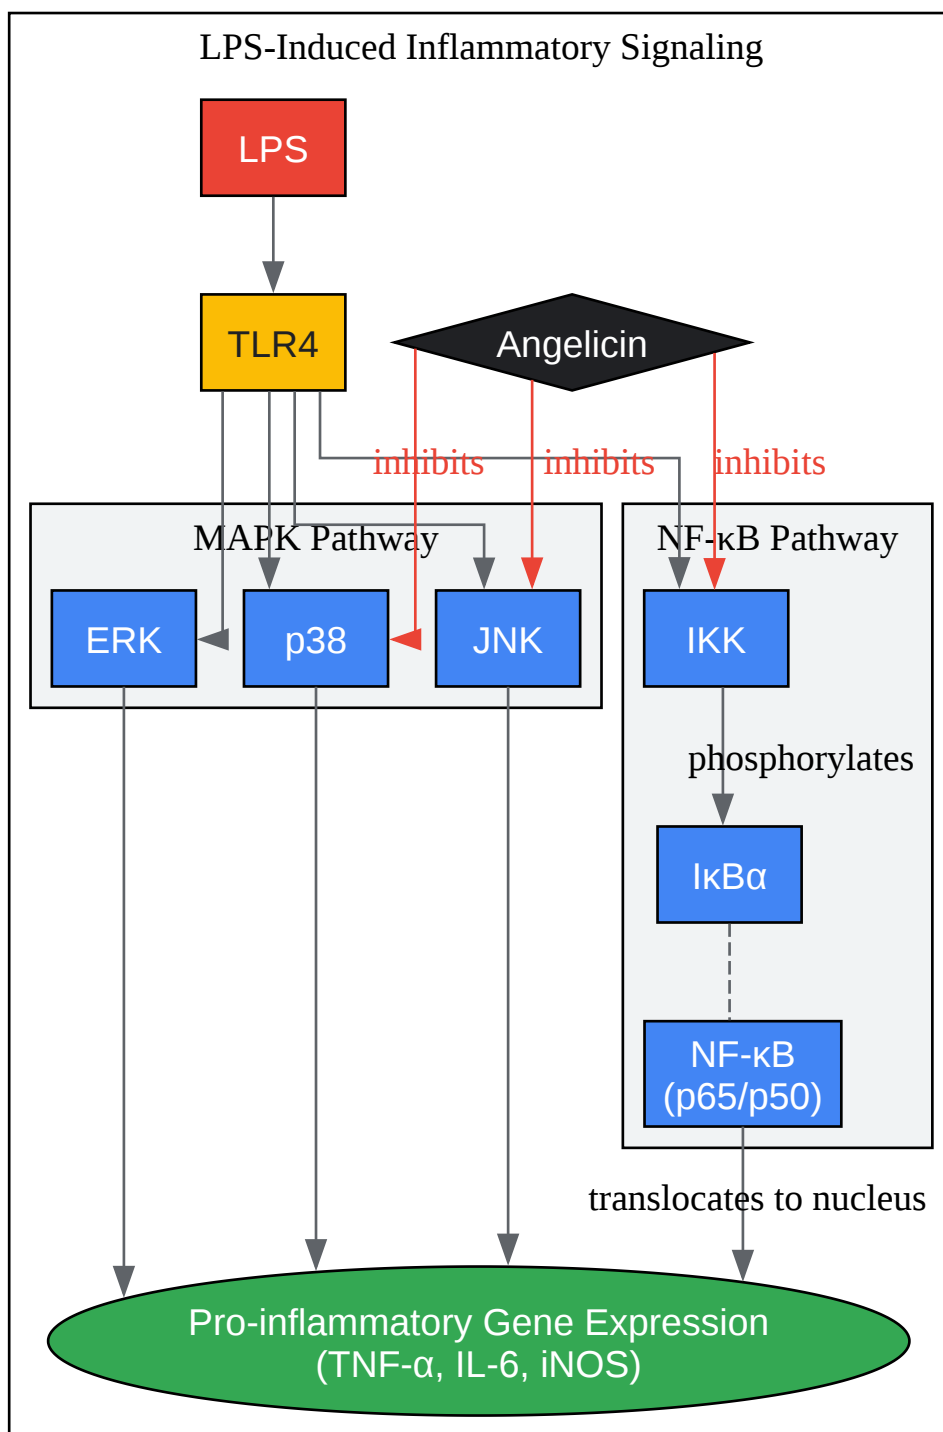 LPS-Induced Inflammatory Signaling
LPS
TLR4
Angelicin
inhibits
inhibits
inhibits
MAPK Pathway
NF-κB Pathway
ERK
p38
JNK
IKK
phosphorylates
IκBα
NF-κB
(p65/p50)
translocates to nucleus
Pro-inflammatory Gene Expression
(TNF-α, IL-6, iNOS)